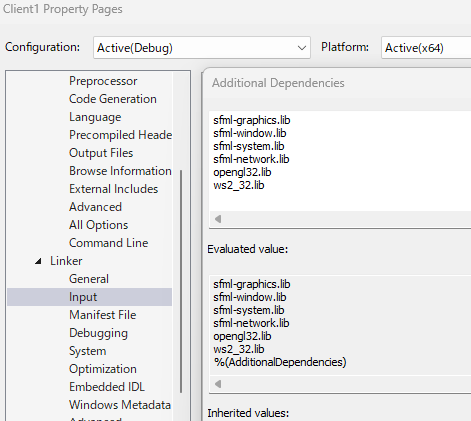 Client1 Property Pages
Configuration: Active(Debug) Platform: Active(x64)
Preprocessor
Code Generation
Language
Precompiled Heade
Output Files
Browse Information
External Includes
Advanced
All Options
Command Line
Linker
General
Input
Manifest File
Debugging
System
Optimization
Embedded IDL
Windows Metadata
Advanced
Additional Dependencies
sfml-graphics.lib
sfml-window.lib
sfml-system.lib
sfml-network.lib
opengl32.lib
ws2_32.lib
Evaluated value:
sfml-graphics.lib
sfml-window.lib
sfml-system.lib
sfml-network.lib
opengl32.lib
ws2_32.lib
%(AdditionalDependencies)
Inherited values: